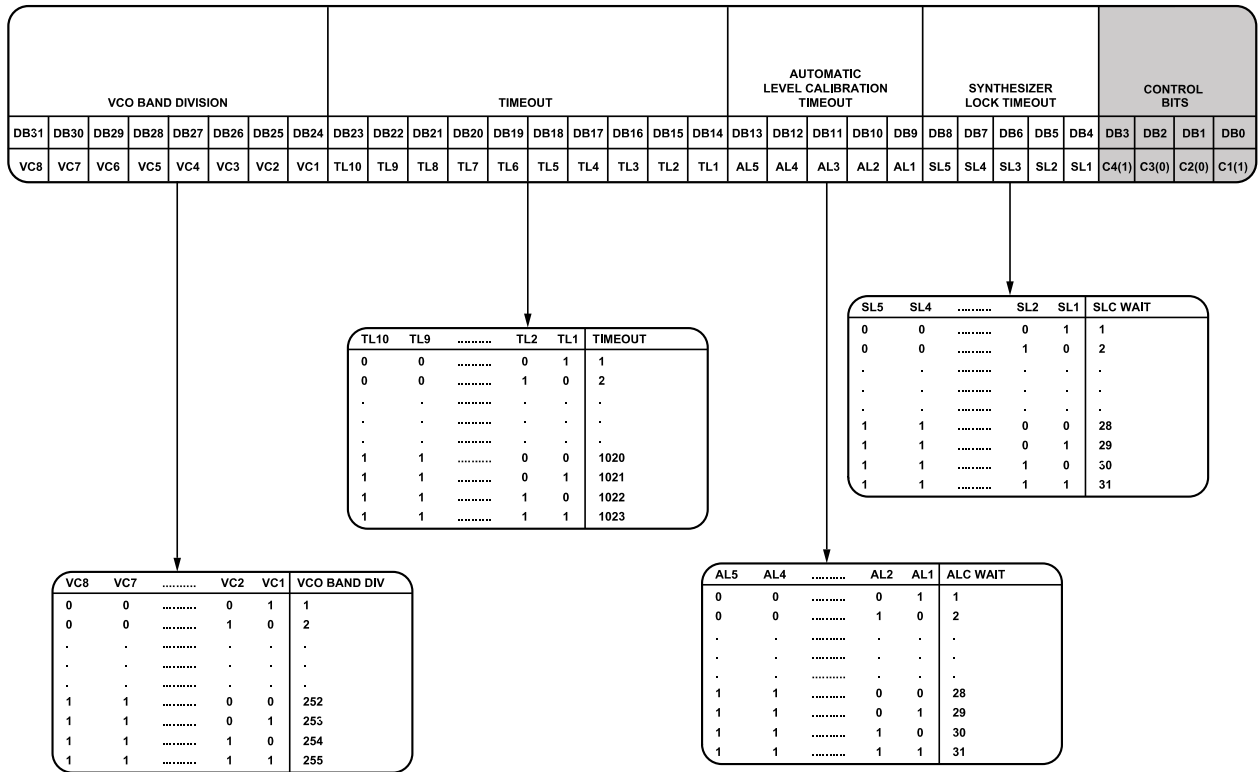 VCO BAND DIVISION
TIMEOUT
AUTOMATIC
LEVEL CALIBRATION
TIMEOUT
SYNTHESIZER
LOCK TIMEOUT
CONTROL
BITS
DB31 DB30 DB29 DB28 DB27 DB26 DB25 DB24 DB23 DB22 DB21 DB20 DB19 DB18 DB17 DB16 DB15 DB14 DB13 DB12 DB11 DB10 DB9 DB8 DB7 DB6 DB5 DB4 DB3 DB2 DB1 DB0
VC8 VC7 VC6 VC5 VC4 VC3 VC2 VC1 TL10 TL9 TL8 TL7 TL6 TL5 TL4 TL3 TL2 TL1 AL5 AL4 AL3 AL2 AL1 SL5 SL4 SL3 SL2 SL1 C4(1) C3(0) C2(0) C1(1)
SL5 SL4 .......... SL2 SL1 SLC WAIT
0 0 .......... 0 1 1
0 0 .......... 1 0 2
. . .......... . . .
. . .......... . . .
. . .......... . . .
1 1 .......... 0 0 28
1 1 .......... 0 1 29
1 1 .......... 1 0 30
1 1 .......... 1 1 31
TL10 TL9 .......... TL2 TL1 TIMEOUT
0 0 .......... 0 1 1
0 0 .......... 1 0 2
. . .......... . . .
. . .......... . . .
. . .......... . . .
1 1 .......... 0 0 1020
1 1 .......... 0 1 1021
1 1 .......... 1 0 1022
1 1 .......... 1 1 1023
VC8 VC7 .......... VC2 VC1 VCO BAND DIV
0 0 .......... 0 1 1
0 0 .......... 1 0 2
. . .......... . . .
. . .......... . . .
. . .......... . . .
1 1 .......... 0 0 252
1 1 .......... 0 1 253
1 1 .......... 1 0 254
1 1 .......... 1 1 255
AL5 AL4 .......... AL2 AL1 ALC WAIT
0 0 .......... 0 1 1
0 0 .......... 1 0 2
. . .......... . . .
. . .......... . . .
. . .......... . . .
1 1 .......... 0 0 28
1 1 .......... 0 1 29
1 1 .......... 1 0 30
1 1 .......... 1 1 31